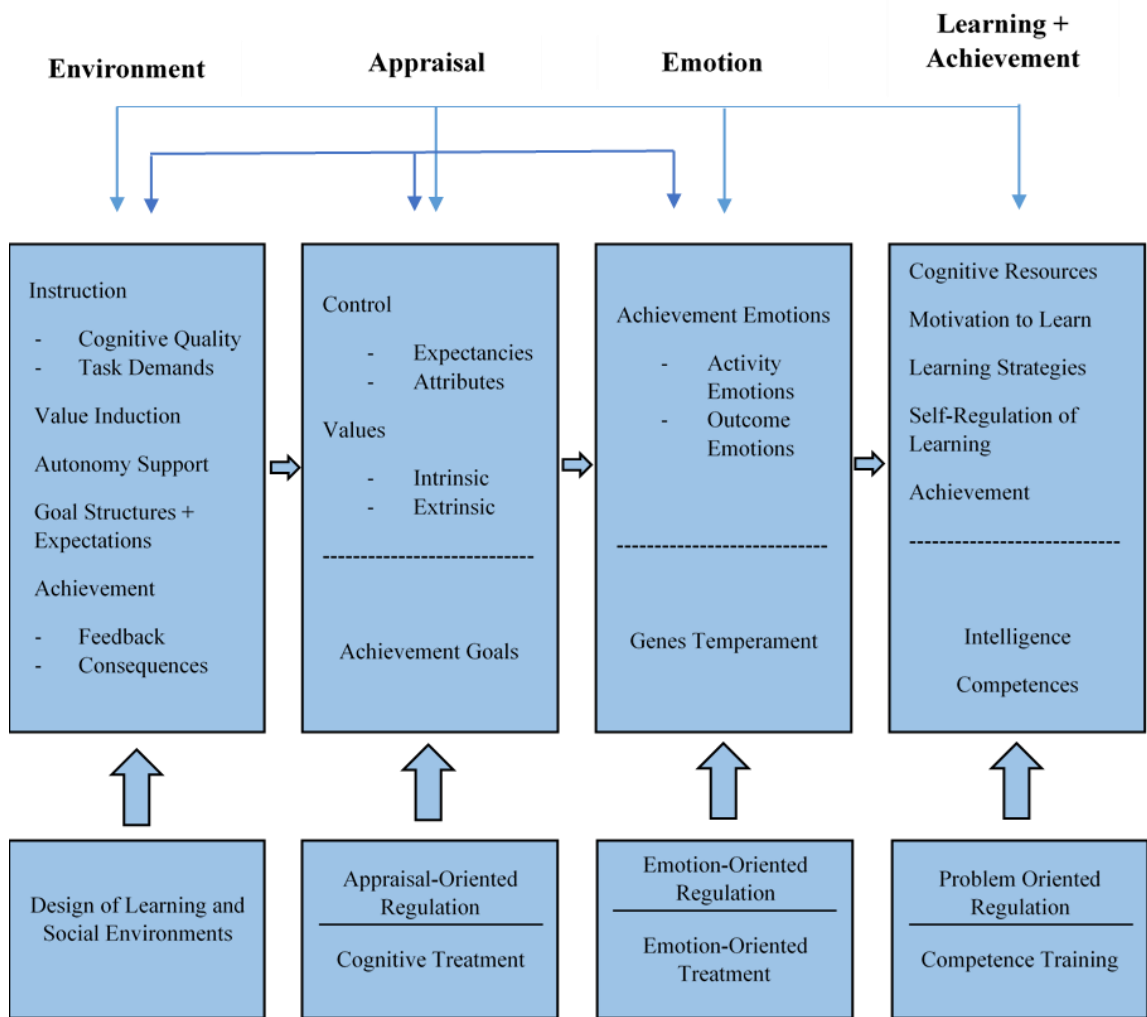 Environment
Appraisal
Emotion
Learning +
Achievement
Instruction
- Cognitive Quality
- Task Demands
Value Induction
Autonomy Support
Goal Structures +
Expectations
Achievement
- Feedback
- Consequences
Control
- Expectancies
- Attributes
Values
- Intrinsic
- Extrinsic
----------------------------
Achievement Goals
Achievement Emotions
- Activity
Emotions
- Outcome
Emotions
----------------------------
Genes Temperament
Cognitive Resources
Motivation to Learn
Learning Strategies
Self-Regulation of
Learning
Achievement
----------------------------
Intelligence
Competences
Design of Learning and
Social Environments
Appraisal-Oriented
Regulation
Cognitive Treatment
Emotion-Oriented
Regulation
Emotion-Oriented
Treatment
Problem Oriented
Regulation
Competence Training